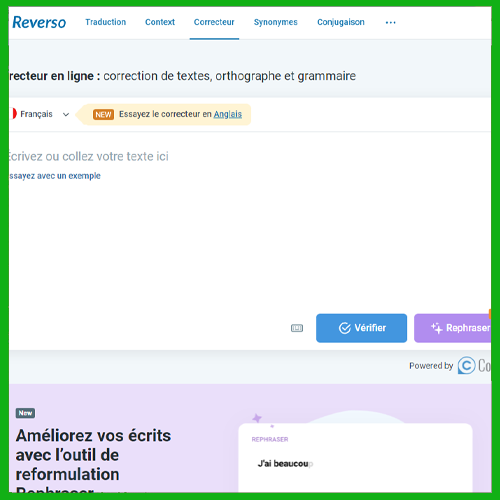 Reverso Traduction Context Correcteur Synonymes Conjugaison ...
recteur en ligne : correction de textes, orthographe et grammaire
Français NEW Essayez le correcteur en Anglais
Écrivez ou collez votre texte ici
ssayez avec un exemple
Vérifier Rephraser
Powered by Co
New
Améliorez vos écrits
avec l'outil de
reformulation
Rephraser
REPHRASER
J'ai beaucoup